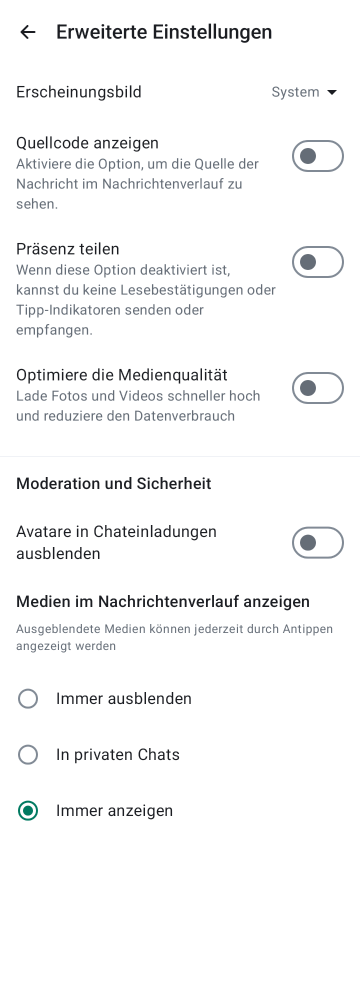 Erweiterte Einstellungen
Erscheinungsbild
System
Quellcode anzeigen
Aktiviere die Option, um die Quelle der
Nachricht im Nachrichtenverlauf zu
sehen.
Präsenz teilen
Wenn diese Option deaktiviert ist,
kannst du keine Lesebestätigungen oder
Tipp-Indikatoren senden oder
empfangen.
Optimiere die Medienqualität
Lade Fotos und Videos schneller hoch
und reduziere den Datenverbrauch
Moderation und Sicherheit
Avatare in Chateinladungen
ausblenden
Medien im Nachrichtenverlauf anzeigen
Ausgeblendete Medien können jederzeit durch Antippen
angezeigt werden
Immer ausblenden
In privaten Chats
Immer anzeigen